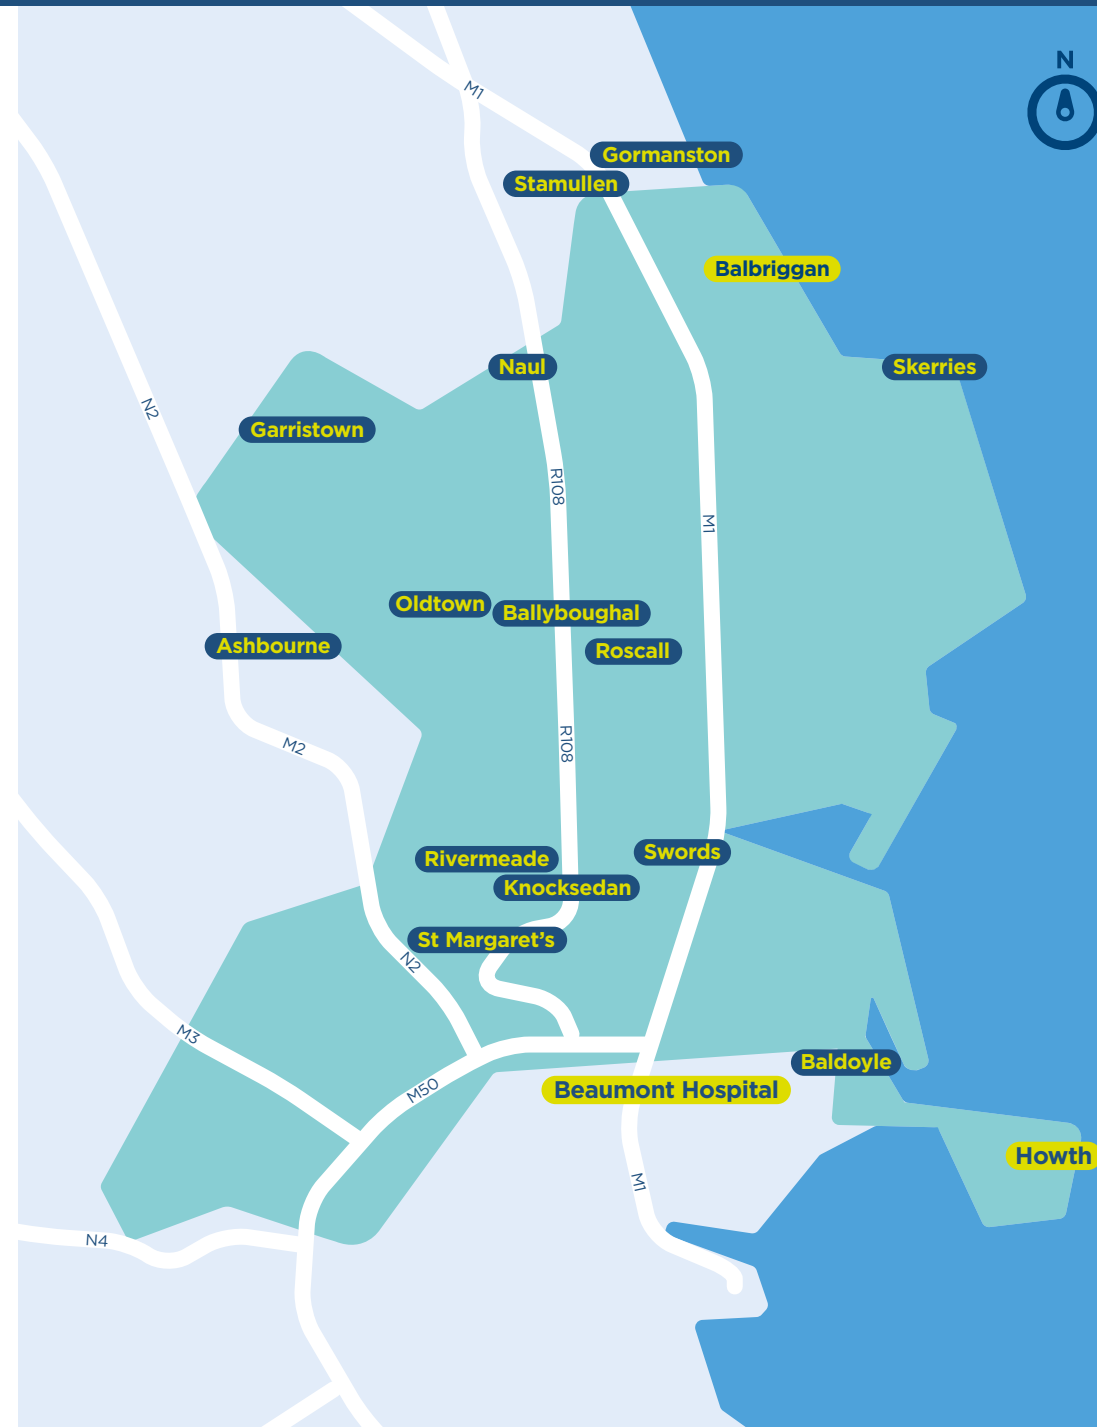 N
M1
Gormanston
Stamullen
Balbriggan
Naul
Skerries
N2
Garristown
R108
M1
Oldtown
Ballyboughal
Ashbourne
Roscall
M2
R108
Swords
Rivermeade
Knocksedan
St Margaret’s
N2
M3
Baldoyle
M50
Beaumont Hospital
Howth
M1
N4